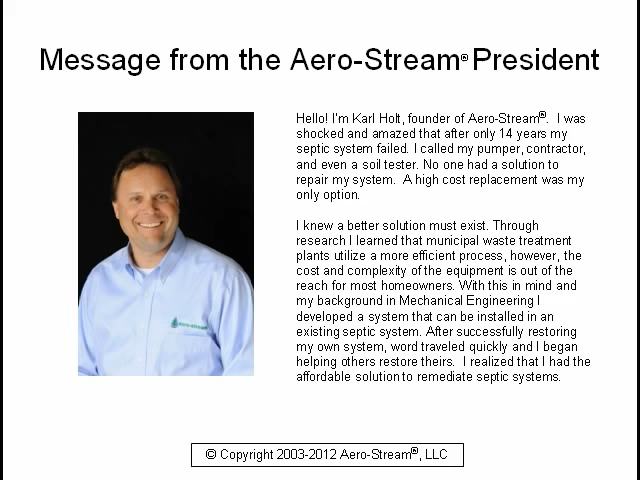 Message from the Aero-Stream® President
Hello! I'm Karl Holt, founder of Aero-Stream®.  I was
shocked and amazed that after only 14 years my
septic system failed. I called my pumper, contractor,
and even a soil tester. No one had a solution to
repair my system.  A high cost replacement was my
only option.
I knew a better solution must exist. Through
research I learned that municipal waste treatment
plants utilize a more efficient process, however, the
cost and complexity of the equipment is out of the
reach for most homeowners. With this in mind and
my background in Mechanical Engineering I
developed a system that can be installed in an
existing septic system. After successfully restoring
my own system, word traveled quickly and I began
helping others restore theirs.  I realized that I had the
affordable solution to remediate septic systems.
aero-stream
© Copyright 2003-2012 Aero-Stream®, LLC